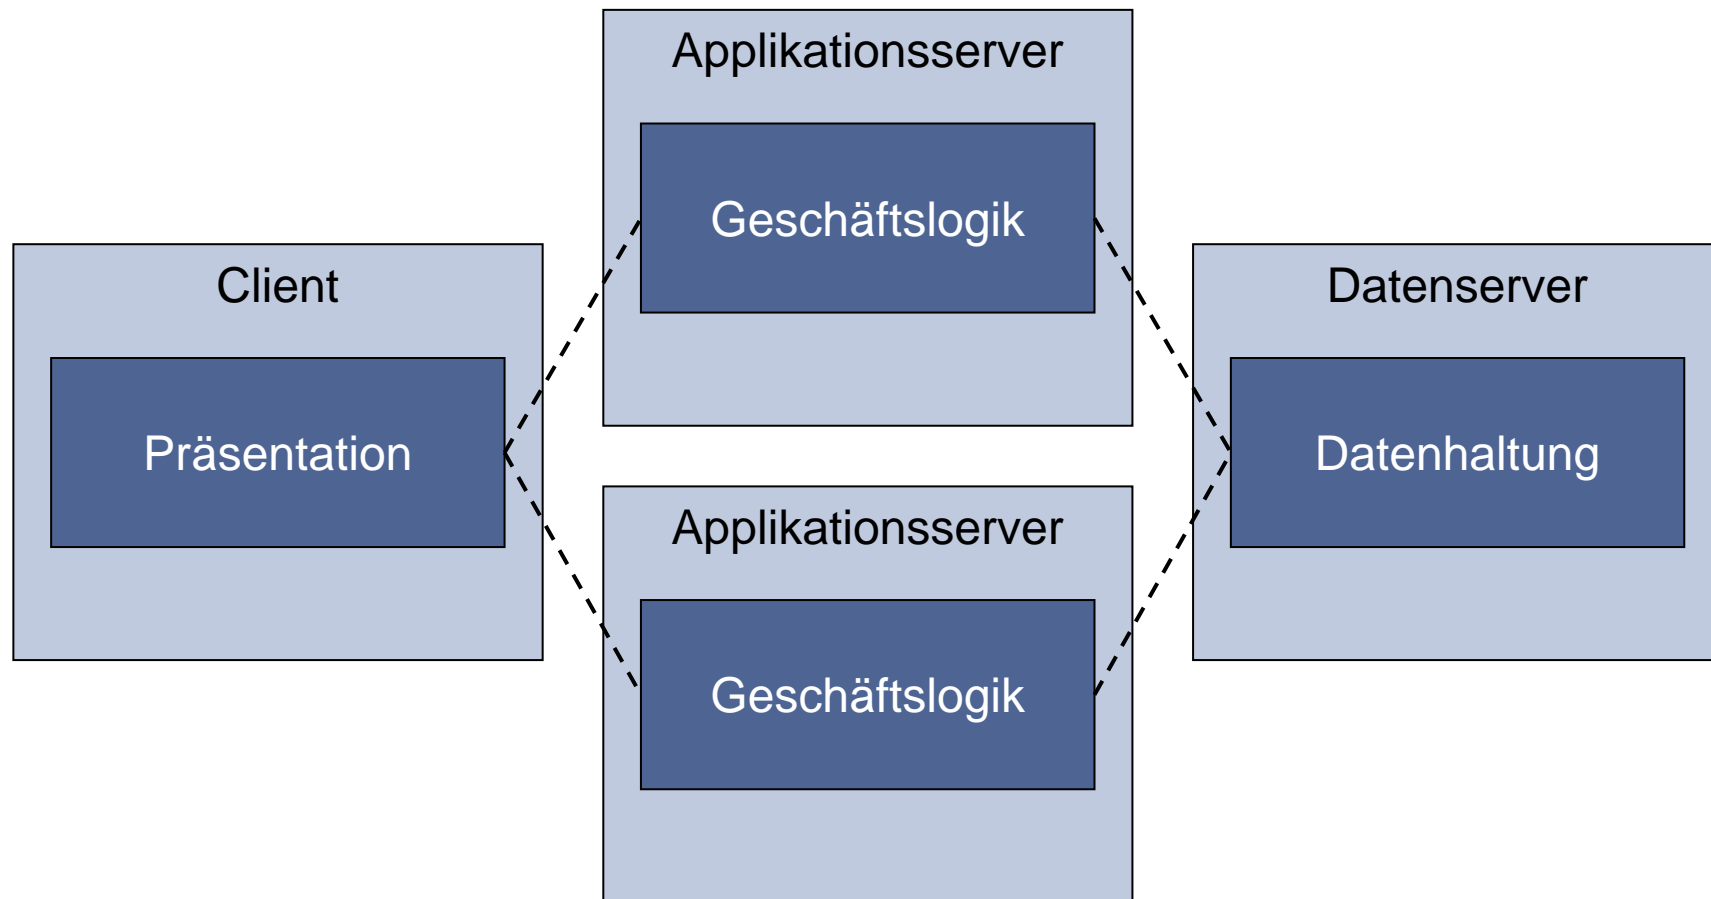 Applikationsserver
Geschäftslogik
Client
Präsentation
Datenserver
Datenhaltung
Applikationsserver
Geschäftslogik